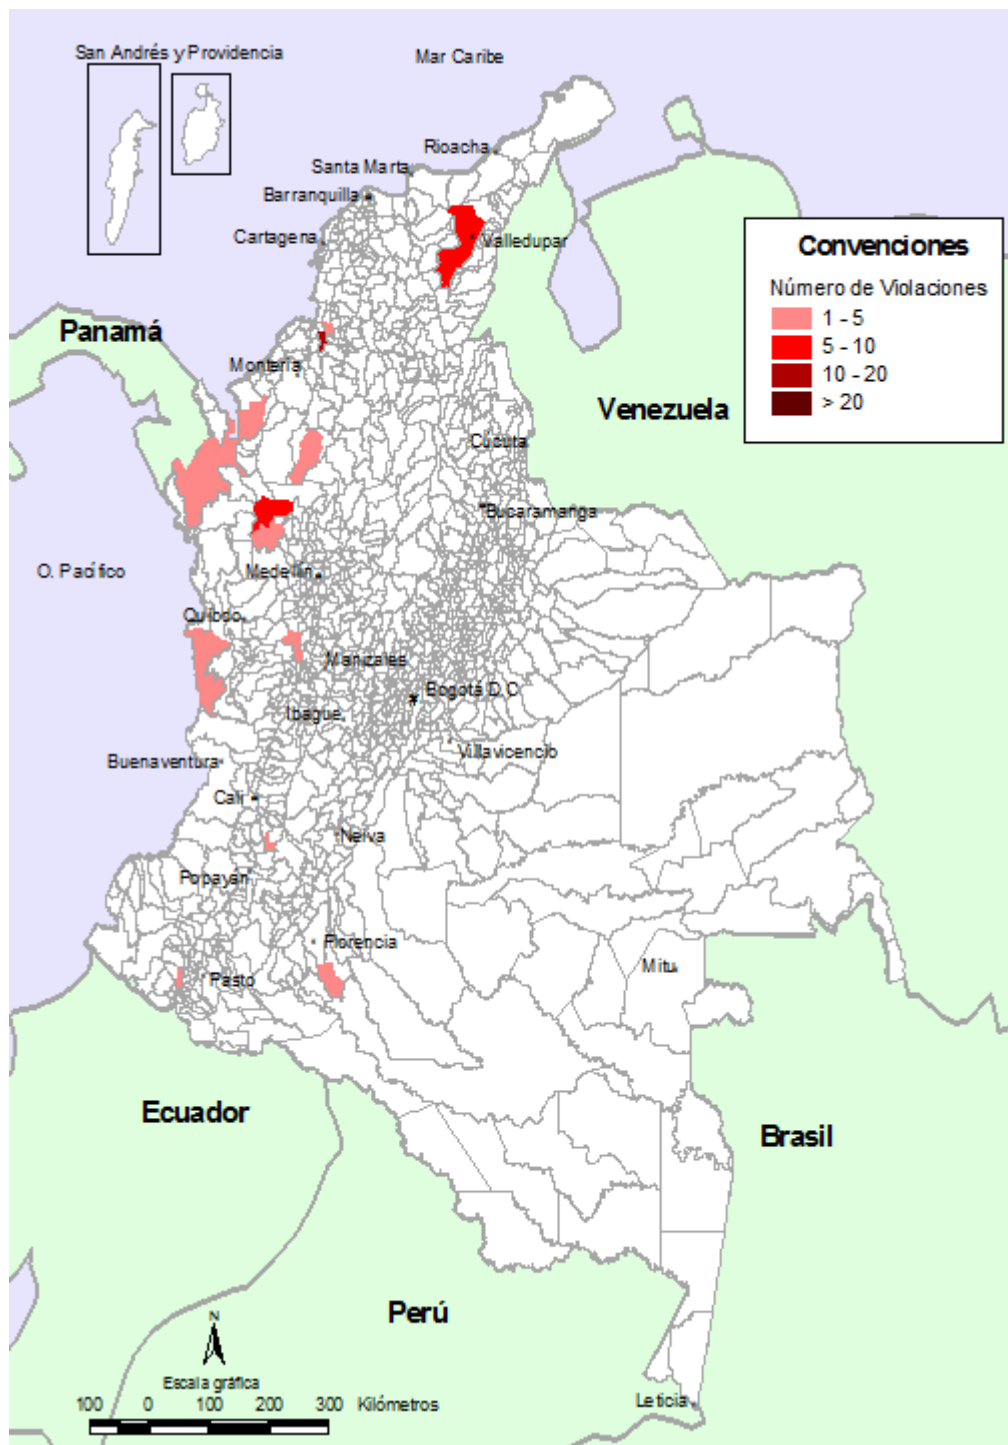 San Andrés y Providencia
Mar Caribe
Rioacha
Santa Marta
Barranquilla
Cartagena
Valledupar
Convenciones
Número de Violaciones
1 - 5
5 - 10
10 - 20
> 20
Panamá
Montería
Venezuela
Cúcuta
Bucaramanga
O. Pacífico
Medellín
Quibdo
Manizales
Bogotá D.C
Ibague
Villavicencio
Buenaventura
Cali
Neiva
Popayán
Florencia
Mitu
Pasto
Ecuador
Brasil
Perú
N
Escala gráfica
100 0 100 200 300 Kilómetros
Leticia